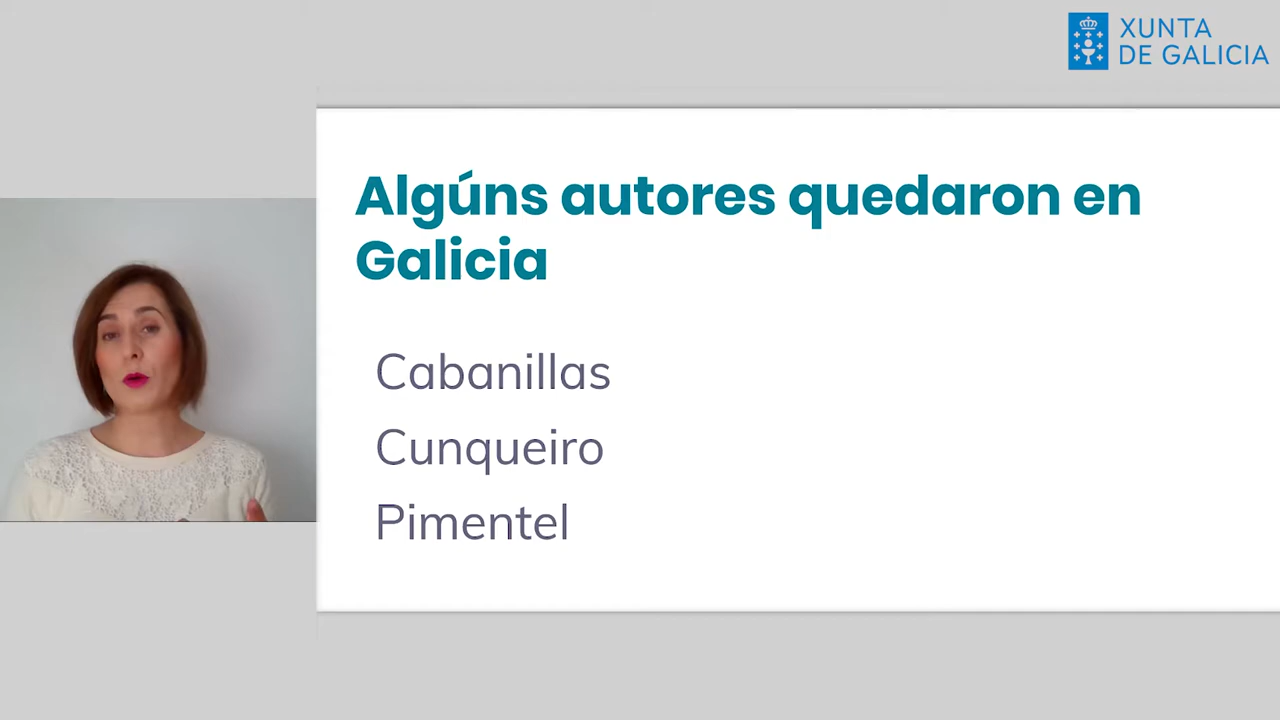 XUNTA
DE GALICIA
Algúns autores quedaron en
Galicia
Cabanillas
Cunqueiro
Pimentel